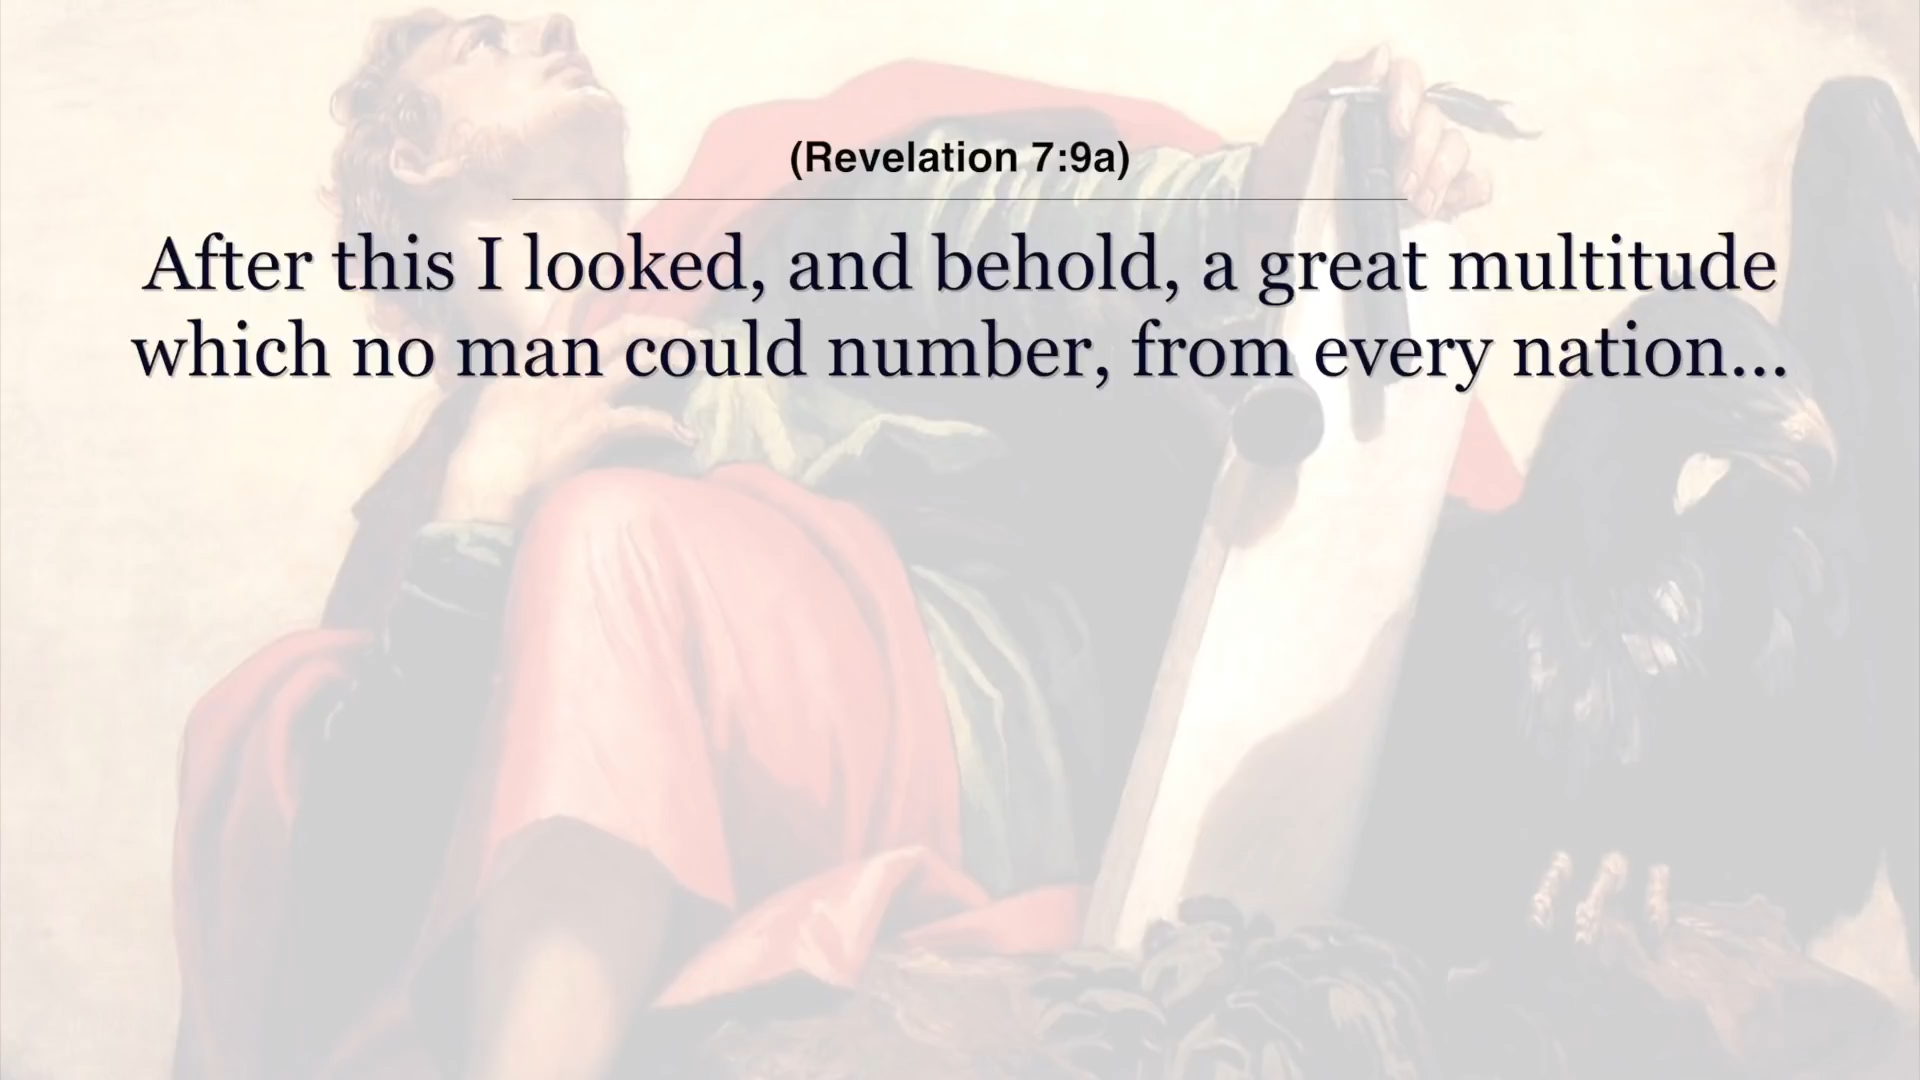 (Revelation 7:9a)
After this I looked, and behold, a great multitude
which no man could number, from every nation...